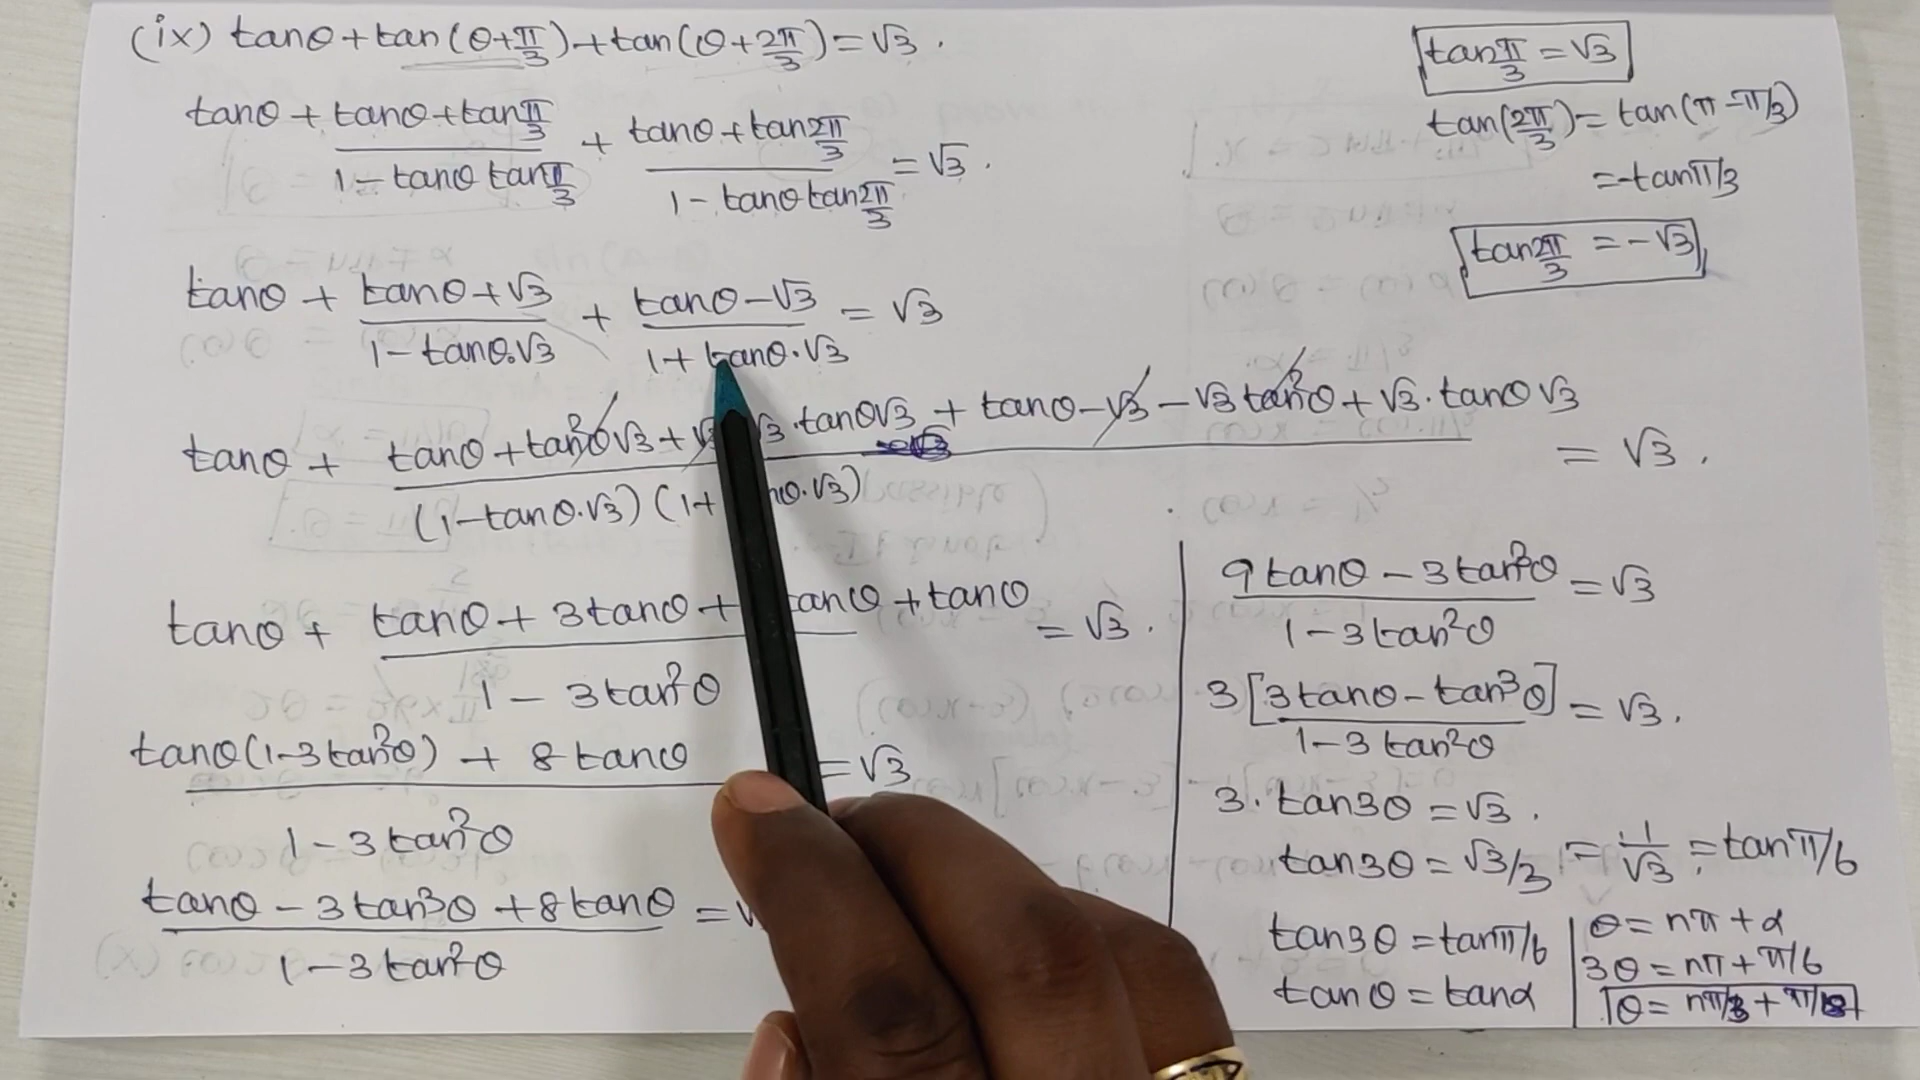 (ix) tanθ + tan(θ+π/3) + tan(θ+2π/3) = √3 .
tanθ + (tanθ + tan π/3)/(1 - tanθ tan π/3) + (tanθ + tan 2π/3)/(1 - tanθ tan 2π/3) = √3 .
tanθ + (tanθ + √3)/(1 - tanθ.√3) + (tanθ - √3)/(1 + tanθ.√3) = √3
tanθ + (tanθ + tan²θ√3 + √3 .tanθ√3 + tanθ - √3 - √3 tan²θ + √3 . tanθ √3)/((1 - tanθ.√3) (1 + θ.√3)) = √3 .
tanθ + (tanθ + 3tanθ + tanθ + tanθ)/(1 - 3tan²θ) = √3 .
(tanθ(1-3tan²θ) + 8tanθ)/(1 - 3tan²θ) = √3
(tanθ - 3tan³θ + 8tanθ)/(1 - 3tan²θ) =
tan π/3 = √3
tan(2π/3) = tan(π - π/3)
= -tan π/3
tan 2π/3 = -√3
(9tanθ - 3tan³θ)/(1 - 3tan²θ) = √3
3[(3tanθ - tan³θ)/(1 - 3tan²θ)] = √3 .
3. tan3θ = √3 .
tan3θ = √3/3 = 1/√3 = tan π/6
tan3θ = tan π/6
tanθ = tanα
θ = nπ + α
3θ = nπ + π/6
θ = nπ/3 + π/18